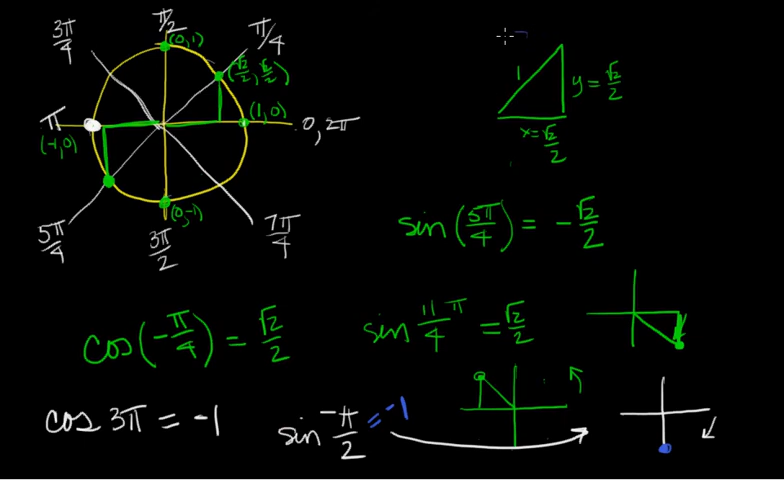 π/2
3π/4
(0,1)
π/4
(√2/2, √2/2)
1
y = √2/2
π
(-1,0)
(1,0)
0, 2π
x = √2/2
(0,-1)
5π/4
3π/2
7π/4
sin(5π/4) = -√2/2
cos(-π/4) = √2/2
sin 11/4 π = √2/2
cos 3π = -1
sin -π/2 = -1